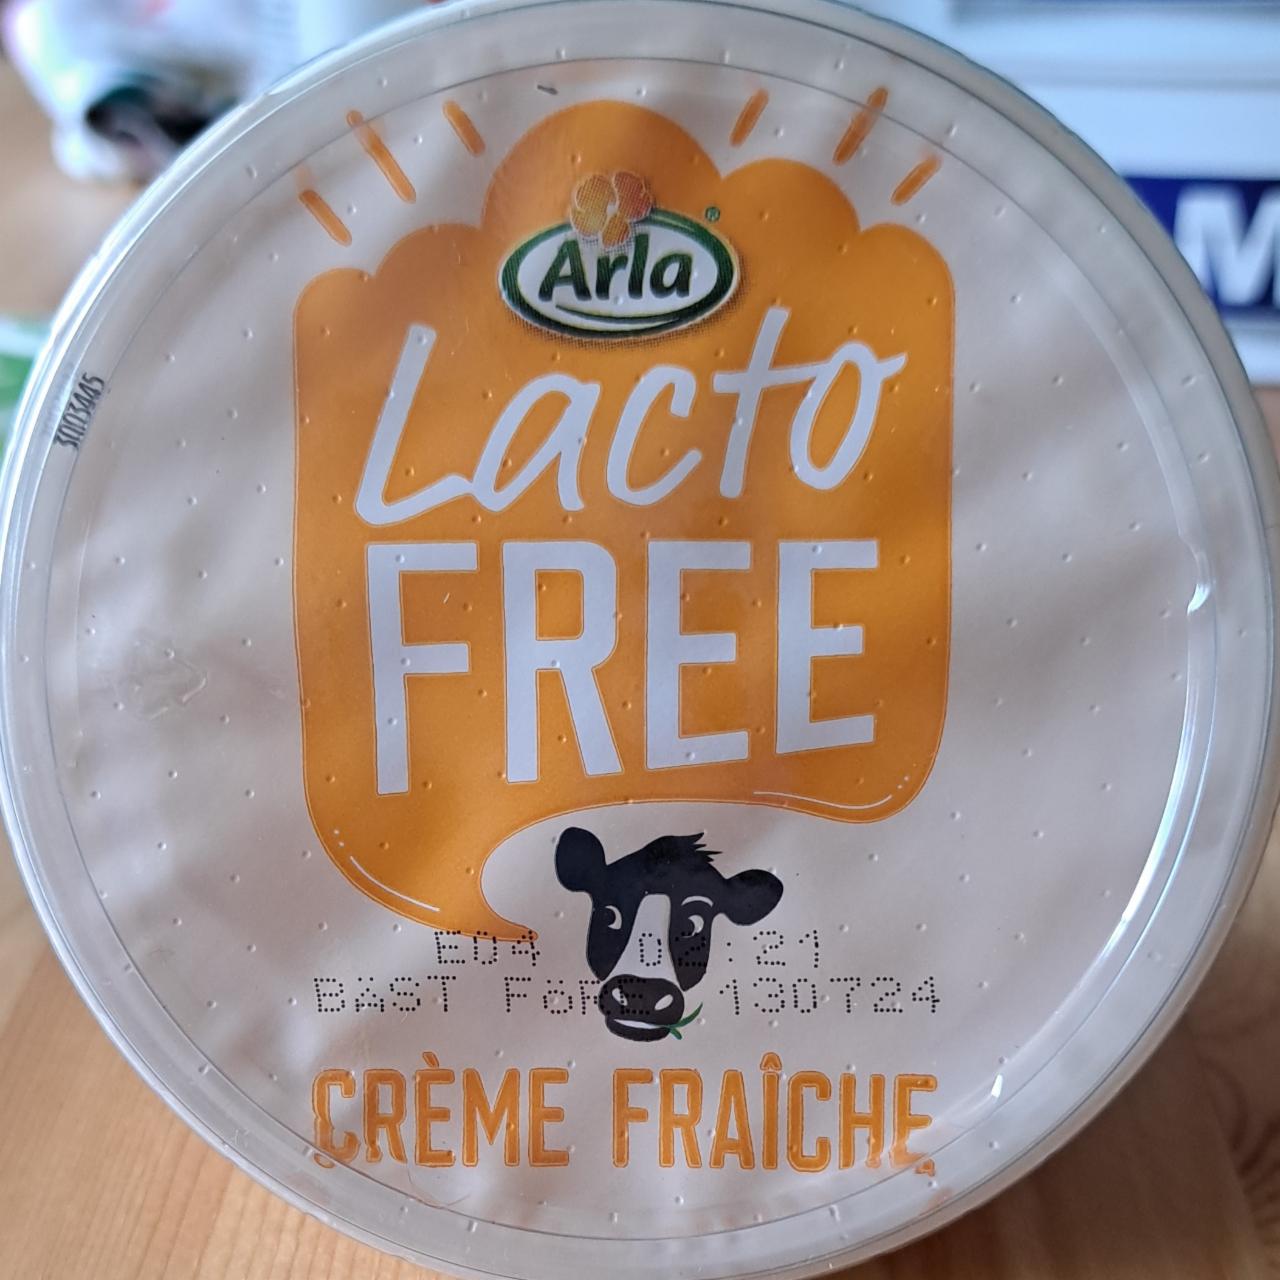 Arla®
Lacto
FREE
3003445
E04 02:21
BÄST FöRE 130724
CRÈME FRAÎCHE
M